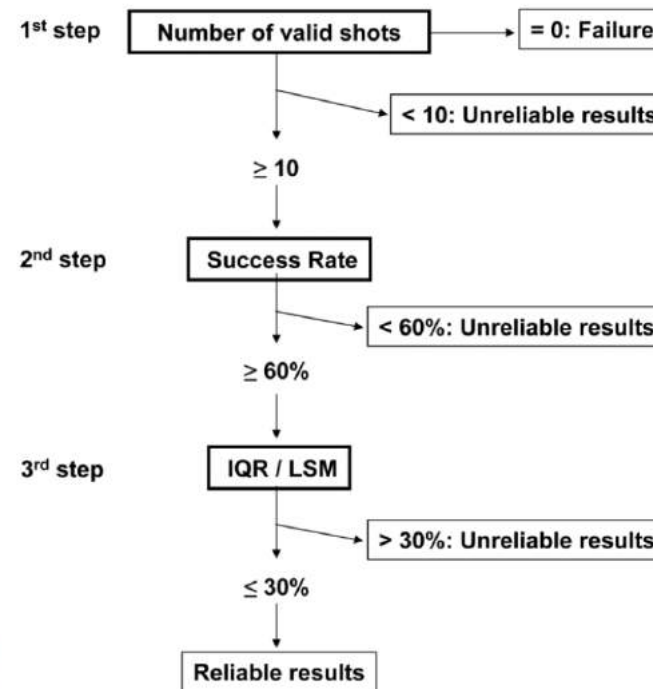 1st step
Number of valid shots
= 0: Failure
< 10: Unreliable results
≥ 10
2nd step
Success Rate
< 60%: Unreliable results
≥ 60%
3rd step
IQR / LSM
> 30%: Unreliable results
≤ 30%
Reliable results